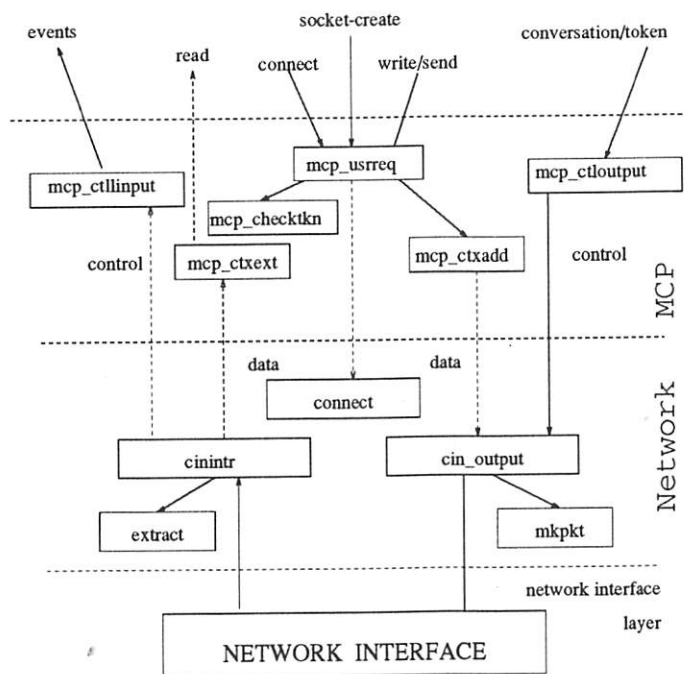 socket-create
events
conversation/token
read
connect
write/send
mcp_usrreq
mcp_ctllinput
mcp_ctloutput
mcp_checktkn
mcp_ctxext
mcp_ctxadd
control
control
MCP
data
data
connect
cinintr
cin_output
Network
extract
mkpkt
network interface
layer
NETWORK INTERFACE